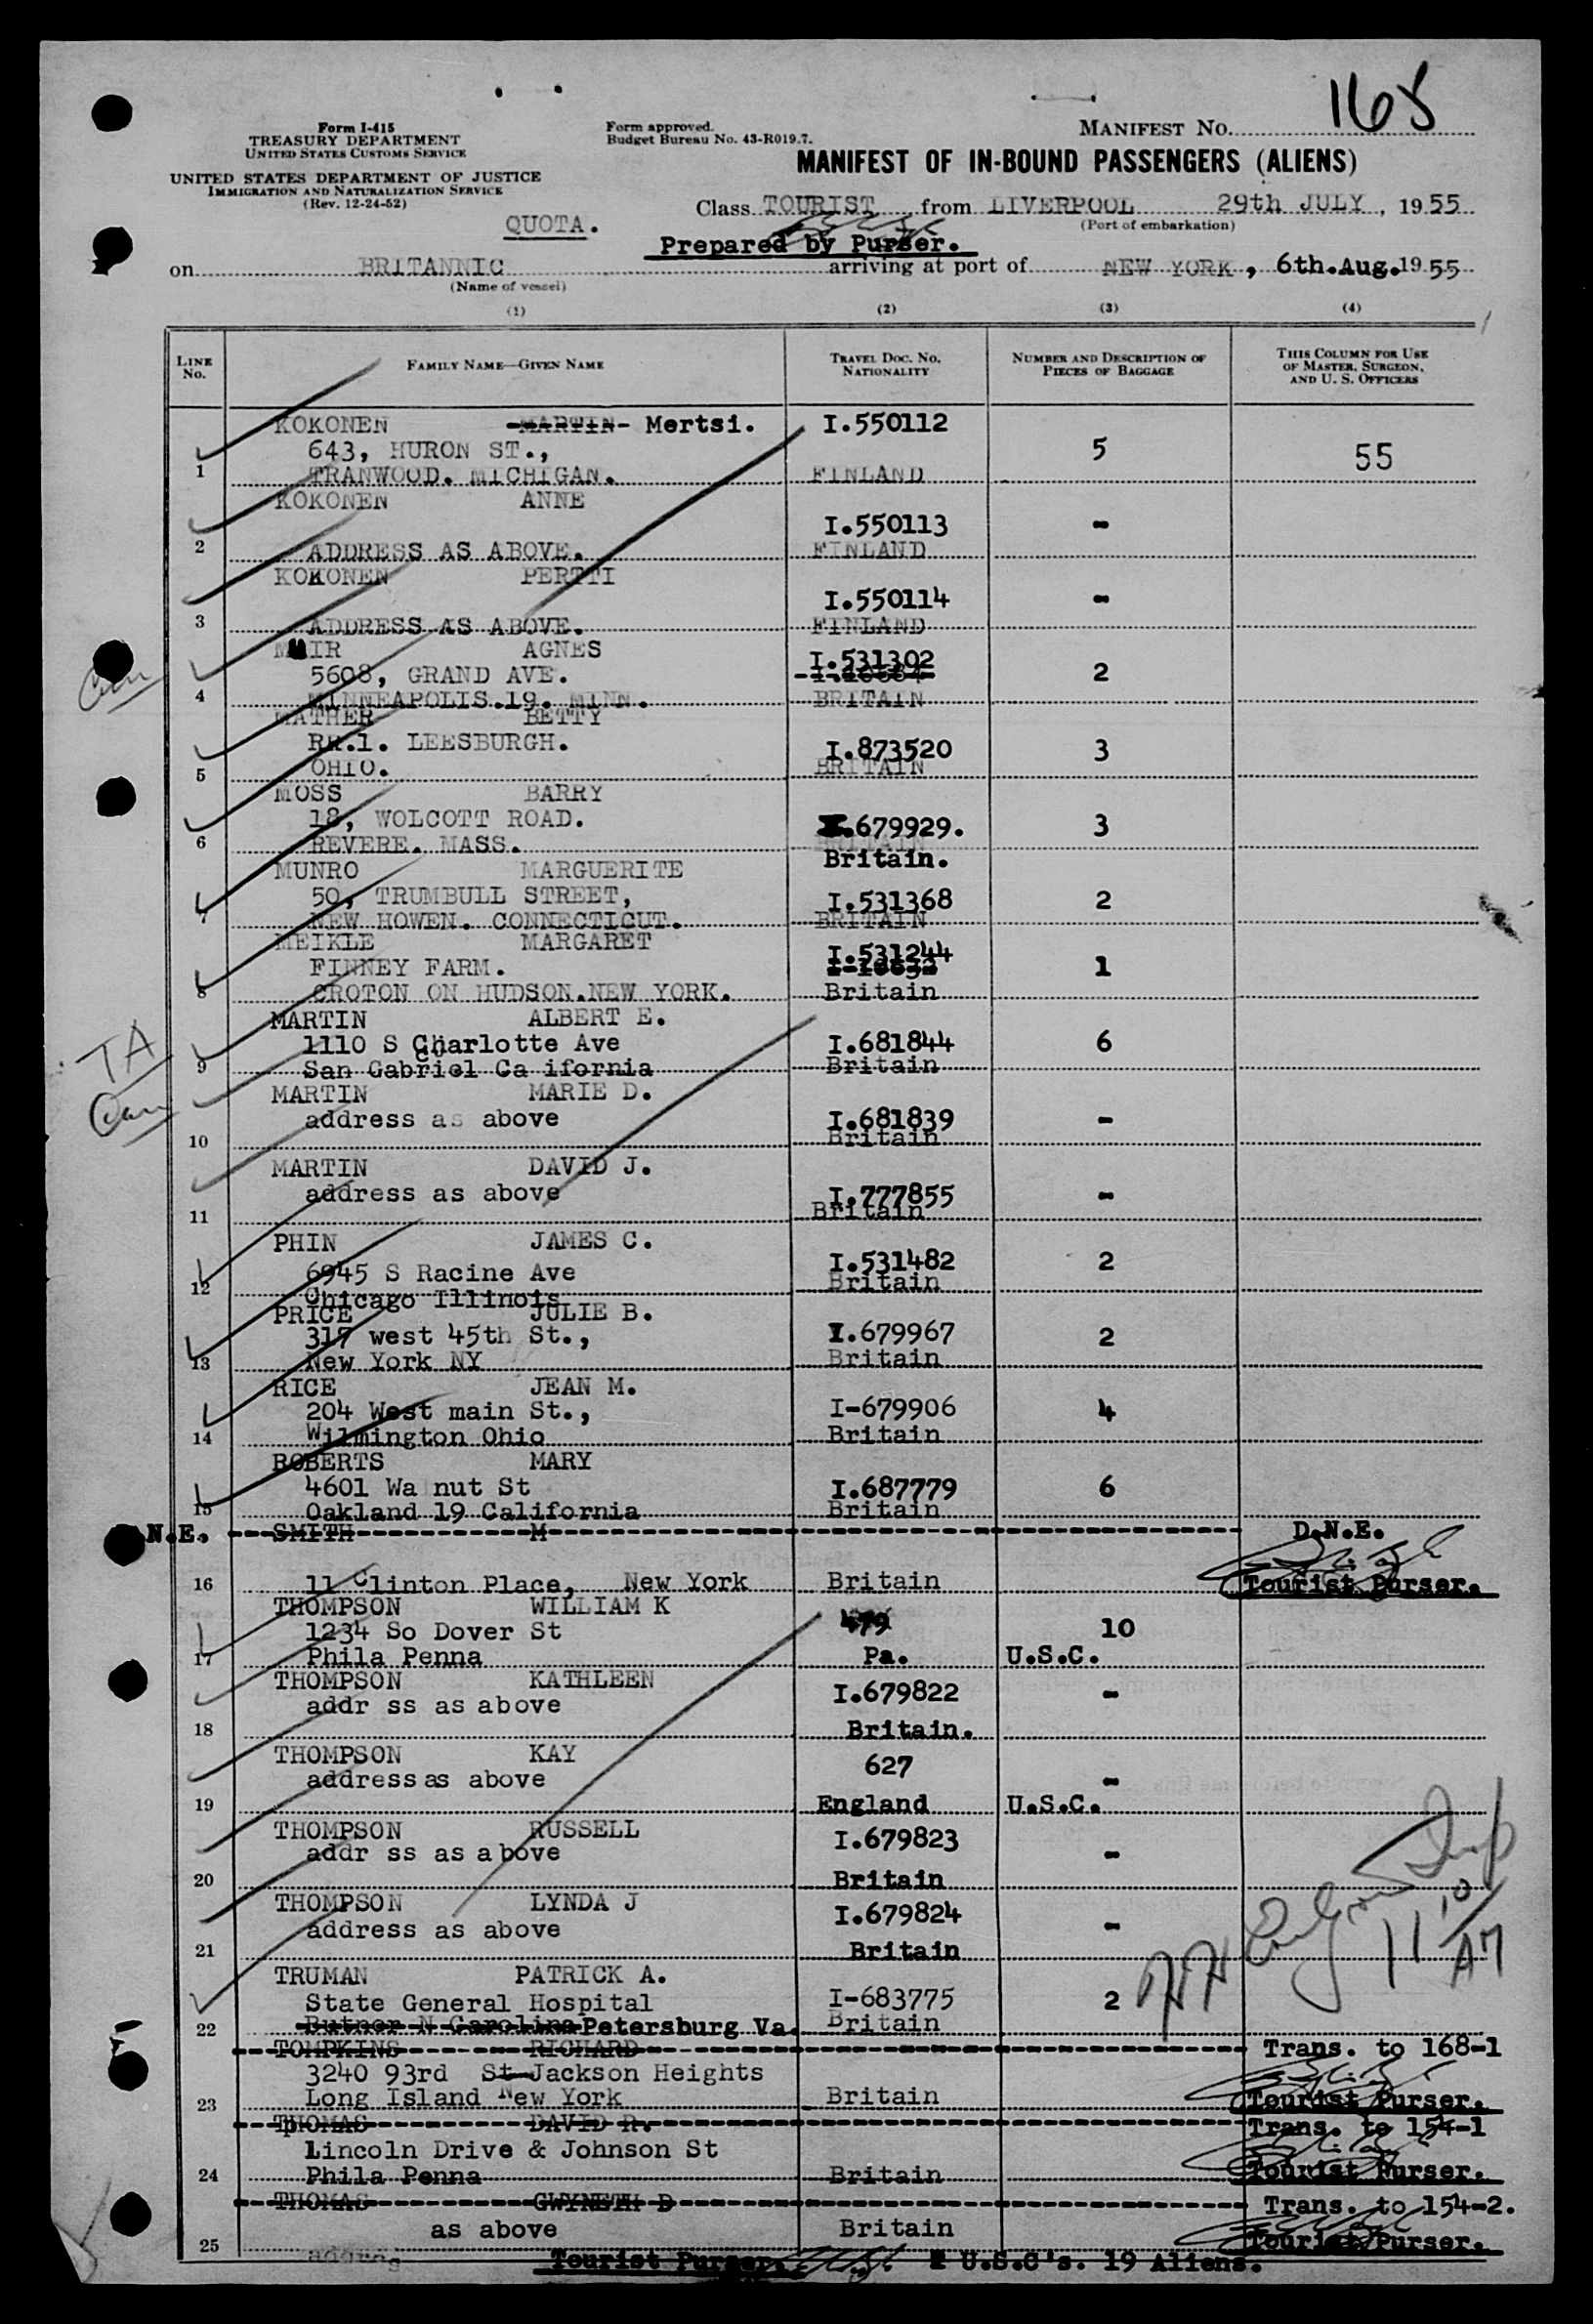 165
Form I-415
TREASURY DEPARTMENT
UNITED STATES CUSTOMS SERVICE
UNITED STATES DEPARTMENT OF JUSTICE
IMMIGRATION AND NATURALIZATION SERVICE
(Rev. 12-24-52)
Form approved.
Budget Bureau No. 43-R019.7.
MANIFEST NO.
MANIFEST OF IN-BOUND PASSENGERS (ALIENS)
Class TOURIST from LIVERPOOL 29th JULY, 1955
(Port of embarkation)
QUOTA.
Prepared by Purser.
on BRITANNIC arriving at port of NEW YORK, 6th.Aug.1955
(Name of vessel)
(1) (2) (3) (4)
LINE No. FAMILY NAME—GIVEN NAME TRAVEL DOC. NO. NATIONALITY NUMBER AND DESCRIPTION OF PIECES OF BAGGAGE THIS COLUMN FOR USE OF MASTER, SURGEON, AND U. S. OFFICERS
KOKONEN MARTIN- Mertsi. I.550112
643, HURON ST., 5 55
1 TRANWOOD. MICHIGAN. FINLAND
KOKONEN ANNE
I.550113 -
2 ADDRESS AS ABOVE. FINLAND
KOKONEN PERTTI
I.550114 -
3 ADDRESS AS ABOVE. FINLAND
MUIR AGNES I.531302
5608, GRAND AVE. 2
4 MINNEAPOLIS.19. MINN. BRITAIN
MATHER BETTY
RR.1. LEESBURGH. I.873520 3
5 OHIO. BRITAIN
MOSS BARRY
18, WOLCOTT ROAD. I.679929. 3
6 REVERE. MASS. BRITAIN
Britain.
MUNRO MARGUERITE
50, TRUMBULL STREET, I.531368 2
7 NEW HOWEN. CONNECTICUT. BRITAIN
MEIKLE MARGARET I.531244
FINNEY FARM. 1
8 CROTON ON HUDSON.NEW YORK. Britain
MARTIN ALBERT E.
1110 S Charlotte Ave I.681844 6
9 San Gabriel Ca ifornia Britain
MARTIN MARIE D.
address as above I.681839 -
10 Britain
MARTIN DAVID J.
address as above I.777855 -
11 Britain
PHIN JAMES C.
6945 S Racine Ave I.531482 2
12 Chicago Illinois Britain
PRICE JULIE B.
317 west 45th St., I.679967 2
13 New York NY Britain
RICE JEAN M.
204 West main St., I-679906 4
14 Wilmington Ohio Britain
ROBERTS MARY
4601 Wa nut St I.687779 6
15 Oakland 19 California Britain
N.E. SMITH M D.N.E.
16 11 Clinton Place, New York Britain Tourist Purser.
THOMPSON WILLIAM K
1234 So Dover St 479 10
17 Phila Penna Pa. U.S.C.
THOMPSON KATHLEEN
addr ss as above I.679822 -
18 Britain.
THOMPSON KAY 627
address as above -
19 England U.S.C.
THOMPSON RUSSELL I.679823
addr ss as above -
20 Britain
THOMPSON LYNDA J I.679824
address as above -
21 Britain
TRUMAN PATRICK A.
State General Hospital I-683775 2
22 Butner N Carolina Petersburg Va. Britain
TOMPKINS RICHARD Trans. to 168-1
3240 93rd St Jackson Heights
23 Long Island New York Britain Tourist Purser.
THOMAS DAVID R. Trans. to 154-1
Lincoln Drive & Johnson St
24 Phila Penna Britain Tourist Purser.
THOMAS GWYNETH D Trans. to 154-2.
as above Britain
25 Tourist Purser.
Tourist Purser. U.S.C's. 19 Aliens.